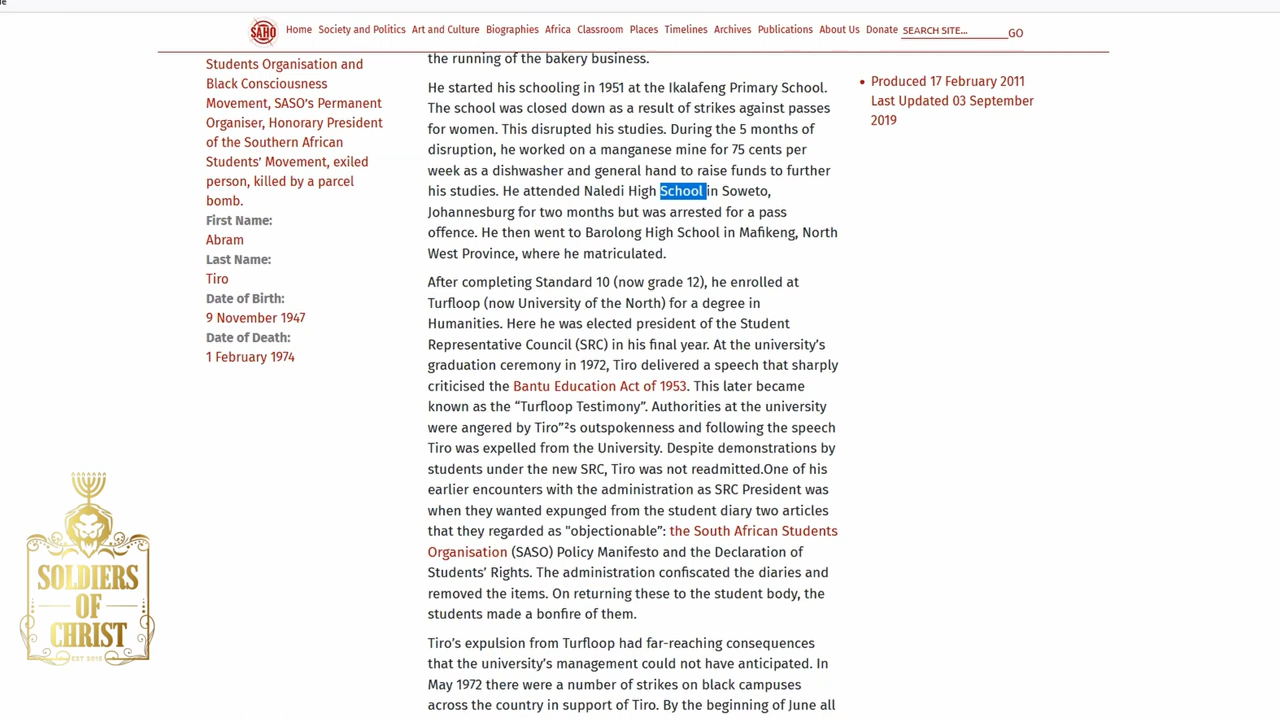 SAHO
Home Society and Politics Art and Culture Biographies Africa Classroom Places Timelines Archives Publications About Us Donate SEARCH SITE... GO
Students Organisation and
Black Consciousness
Movement, SASO's Permanent
Organiser, Honorary President
of the Southern African
Students' Movement, exiled
person, killed by a parcel
bomb.
First Name:
Abram
Last Name:
Tiro
Date of Birth:
9 November 1947
Date of Death:
1 February 1974
the running of the bakery business.
He started his schooling in 1951 at the Ikalafeng Primary School.
The school was closed down as a result of strikes against passes
for women. This disrupted his studies. During the 5 months of
disruption, he worked on a manganese mine for 75 cents per
week as a dishwasher and general hand to raise funds to further
his studies. He attended Naledi High School in Soweto,
Johannesburg for two months but was arrested for a pass
offence. He then went to Barolong High School in Mafikeng, North
West Province, where he matriculated.
After completing Standard 10 (now grade 12), he enrolled at
Turfloop (now University of the North) for a degree in
Humanities. Here he was elected president of the Student
Representative Council (SRC) in his final year. At the university's
graduation ceremony in 1972, Tiro delivered a speech that sharply
criticised the Bantu Education Act of 1953. This later became
known as the “Turfloop Testimony”. Authorities at the university
were angered by Tiro”²s outspokenness and following the speech
Tiro was expelled from the University. Despite demonstrations by
students under the new SRC, Tiro was not readmitted.One of his
earlier encounters with the administration as SRC President was
when they wanted expunged from the student diary two articles
that they regarded as "objectionable”: the South African Students
Organisation (SASO) Policy Manifesto and the Declaration of
Students' Rights. The administration confiscated the diaries and
removed the items. On returning these to the student body, the
students made a bonfire of them.
Tiro's expulsion from Turfloop had far-reaching consequences
that the university's management could not have anticipated. In
May 1972 there were a number of strikes on black campuses
across the country in support of Tiro. By the beginning of June all
Produced 17 February 2011
Last Updated 03 September
2019
SOLDIERS
OF
CHRIST